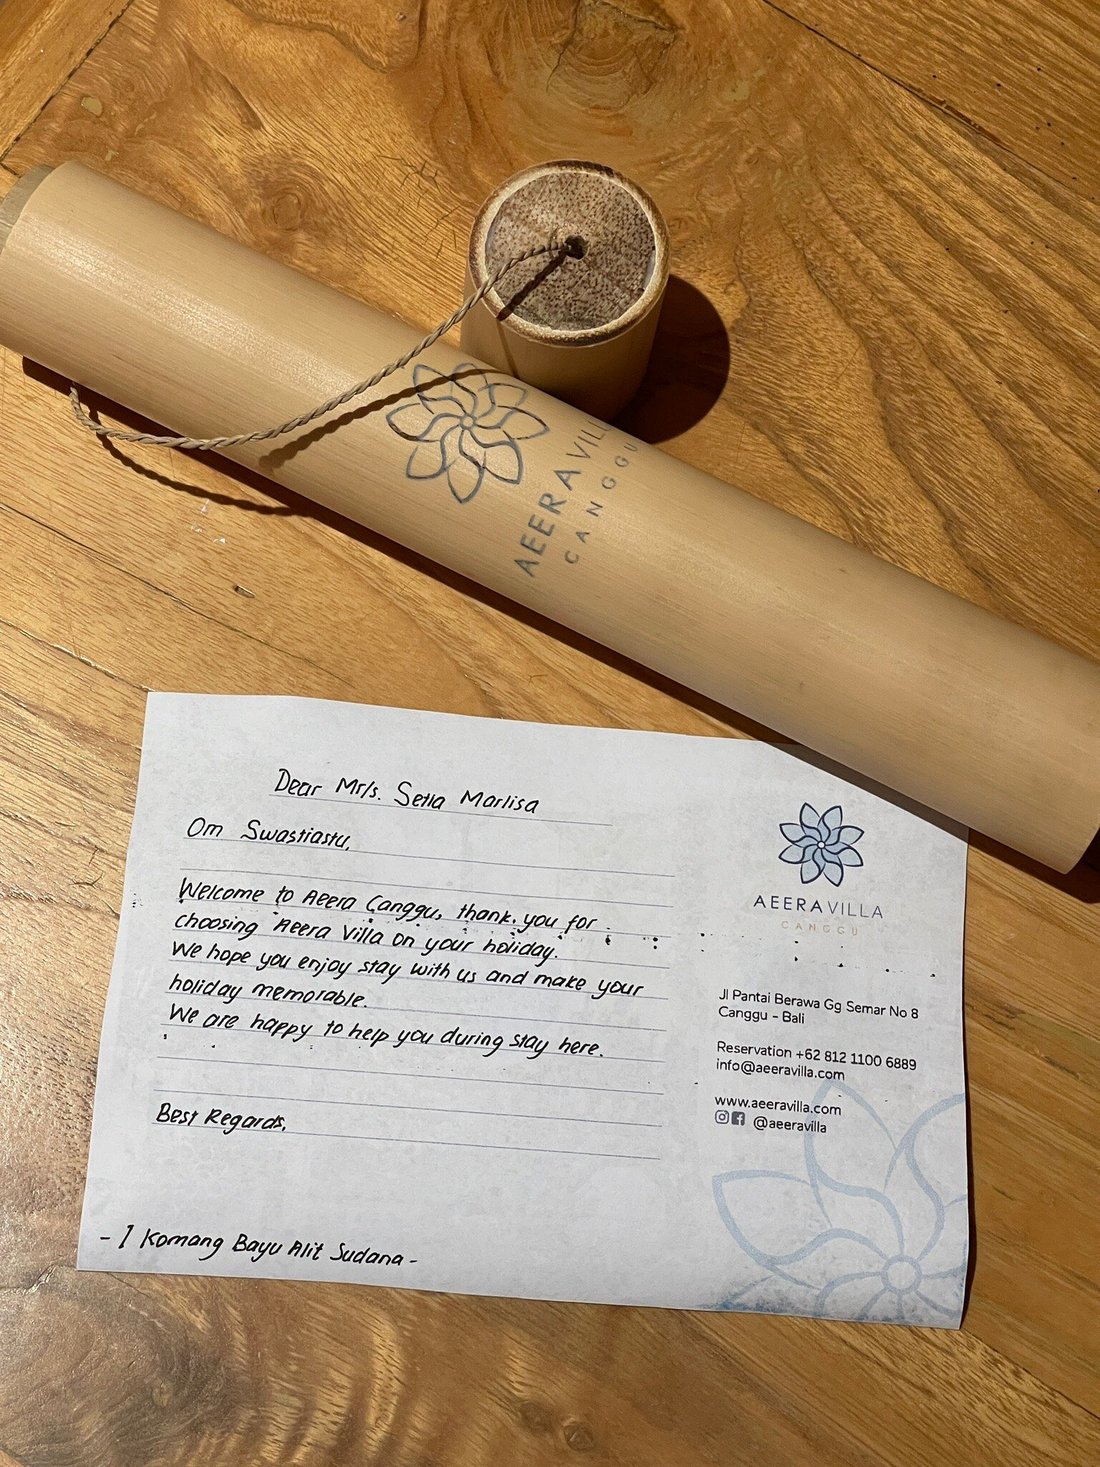 AEERA VILLA
CANGGU
Dear Mr/s. Setia Marlisa
Om Swastiastu,
Welcome to Aeera Canggu, thank you for
choosing Aeera Villa on your holiday.
We hope you enjoy stay with us and make your
holiday memorable.
We are happy to help you during stay here.
Best Regards,
- I Komang Bayu Alit Sudana -
AEERAVILLA
CANGGU
Jl Pantai Berawa Gg Semar No 8
Canggu - Bali
Reservation +62 812 1100 6889
info@aeeravilla.com
www.aeeravilla.com
@aeeravilla